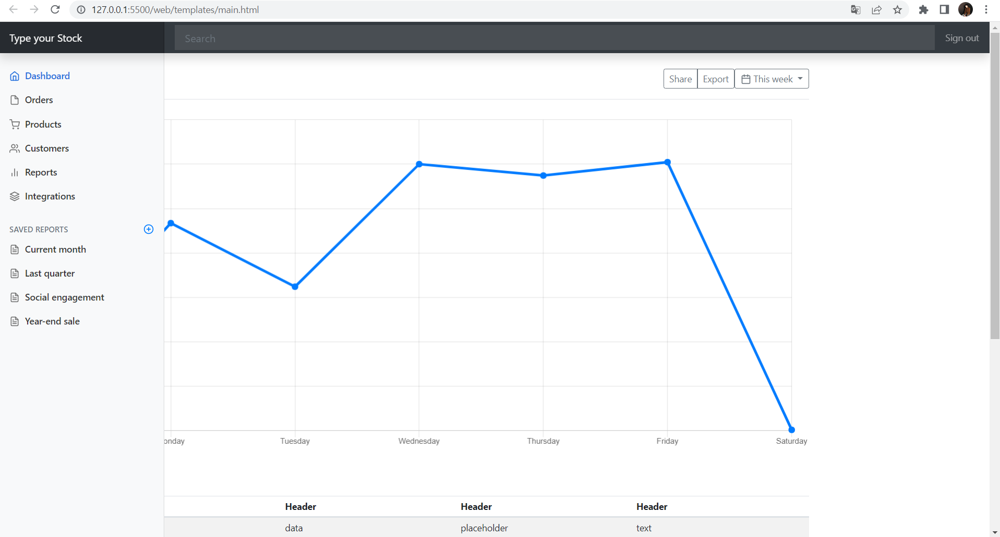 127.0.0.1:5500/web/templates/main.html
Type your Stock
Search
Sign out
Dashboard
Orders
Products
Customers
Reports
Integrations
SAVED REPORTS
Current month
Last quarter
Social engagement
Year-end sale
Share Export This week
onday Tuesday Wednesday Thursday Friday Saturday
Header Header Header
data placeholder text